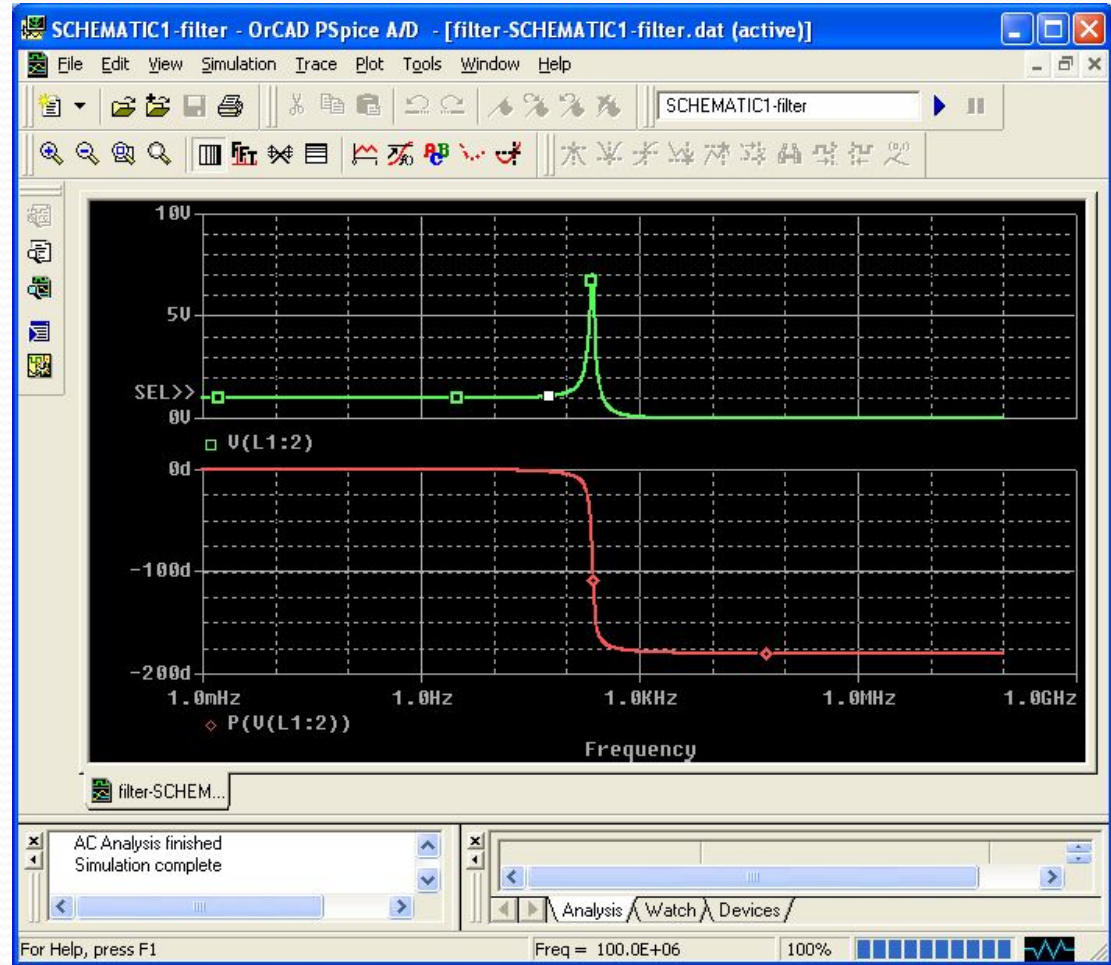 SCHEMATIC1-filter - OrCAD PSpice A/D - [filter-SCHEMATIC1-filter.dat (active)]
File Edit View Simulation Trace Plot Tools Window Help
SCHEMATIC1-filter
FFT
10V
5V
SEL>>
0V
V(L1:2)
0d
-100d
-200d
1.0mHz 1.0Hz 1.0KHz 1.0MHz 1.0GHz
P(V(L1:2))
Frequency
filter-SCHEM...
AC Analysis finished
Simulation complete
Analysis Watch Devices
For Help, press F1 Freq = 100.0E+06 100%